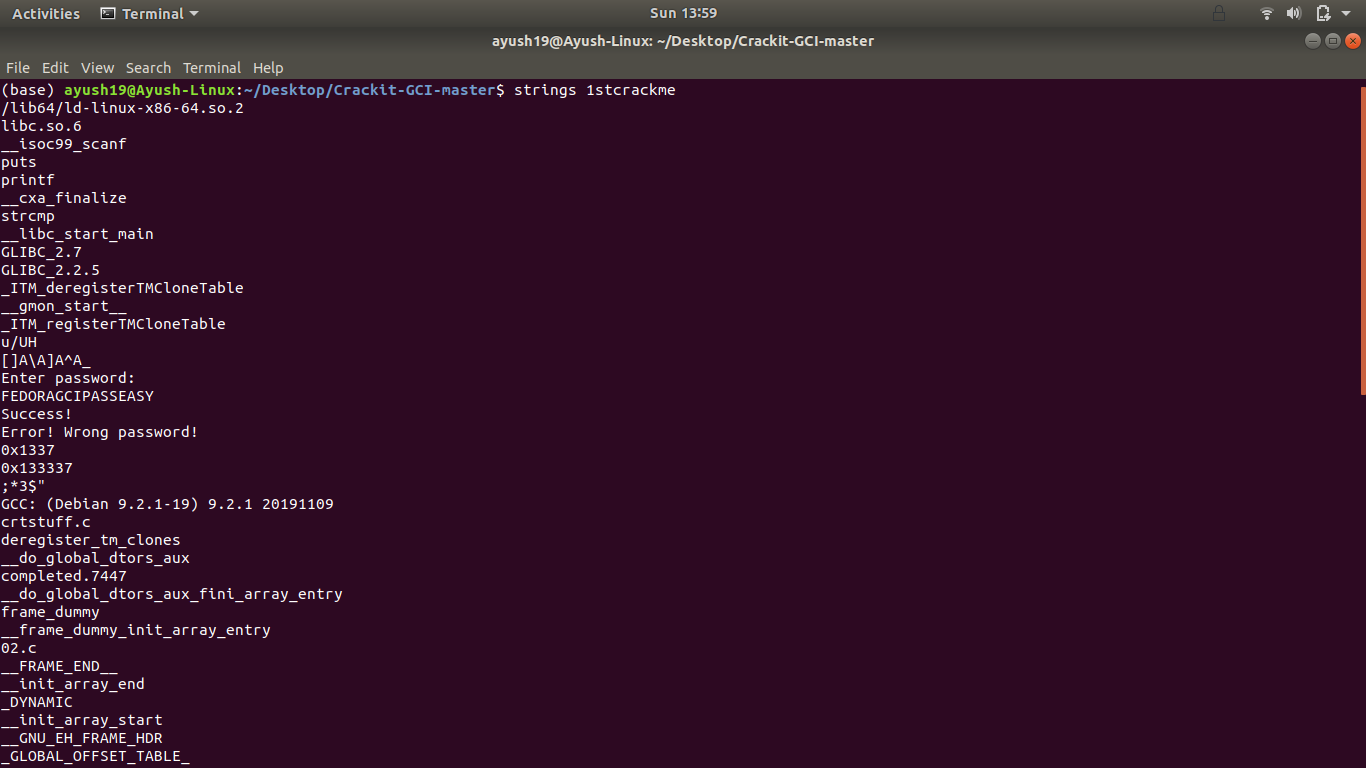 Activities Terminal Sun 13:59
ayush19@Ayush-Linux: ~/Desktop/Crackit-GCI-master
File Edit View Search Terminal Help
(base) ayush19@Ayush-Linux:~/Desktop/Crackit-GCI-master$ strings 1stcrackme
/lib64/ld-linux-x86-64.so.2
libc.so.6
__isoc99_scanf
puts
printf
__cxa_finalize
strcmp
__libc_start_main
GLIBC_2.7
GLIBC_2.2.5
_ITM_deregisterTMCloneTable
__gmon_start__
_ITM_registerTMCloneTable
u/UH
[]A\A]A^A_
Enter password:
FEDORAGCIPASSEASY
Success!
Error! Wrong password!
0x1337
0x133337
;*3$"
GCC: (Debian 9.2.1-19) 9.2.1 20191109
crtstuff.c
deregister_tm_clones
__do_global_dtors_aux
completed.7447
__do_global_dtors_aux_fini_array_entry
frame_dummy
__frame_dummy_init_array_entry
02.c
__FRAME_END__
__init_array_end
_DYNAMIC
__init_array_start
__GNU_EH_FRAME_HDR
_GLOBAL_OFFSET_TABLE_